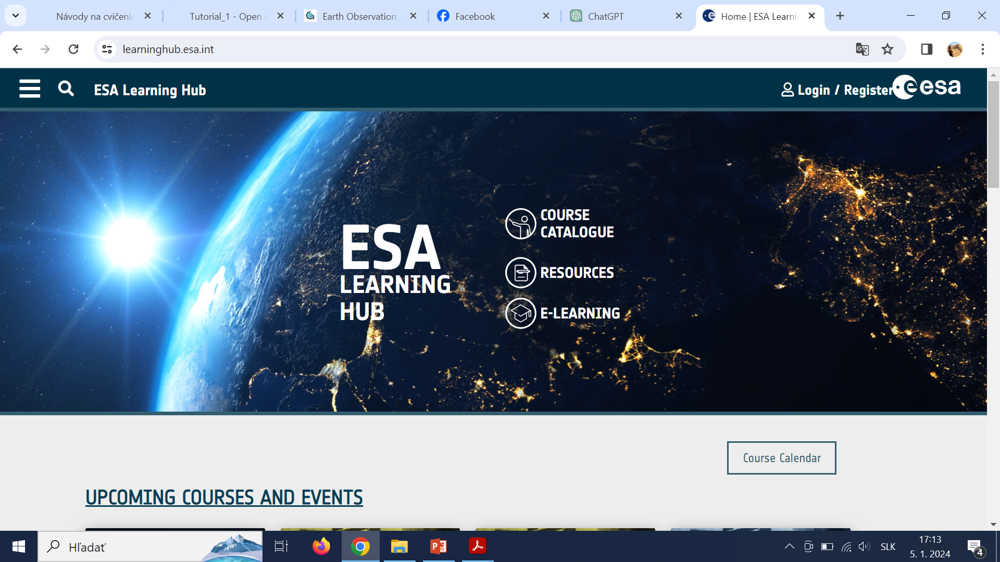 Návody na cvičenia
Tutorial_1 - Open A
Earth Observation
Facebook
ChatGPT
Home | ESA Learni
learninghub.esa.int
ESA Learning Hub
Login / Register
esa
ESA
LEARNING
HUB
COURSE
CATALOGUE
RESOURCES
E-LEARNING
Course Calendar
UPCOMING COURSES AND EVENTS
Hľadať
SLK
17:13
5. 1. 2024
4